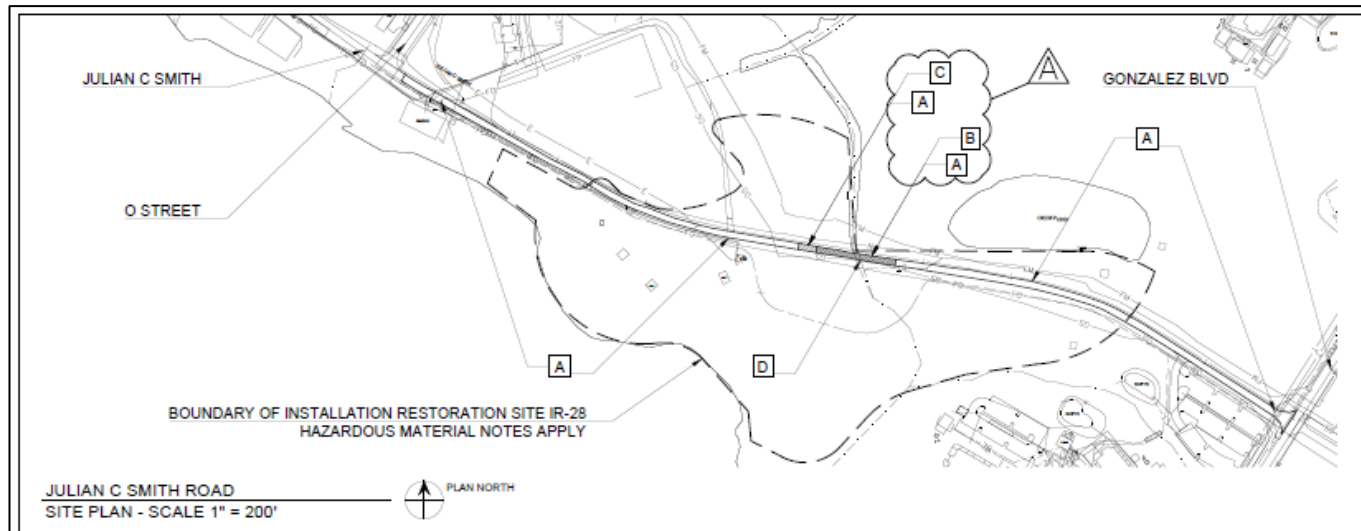 JULIAN C SMITH
O STREET
C
A
B
A
A
GONZALEZ BLVD
A
A
D
BOUNDARY OF INSTALLATION RESTORATION SITE IR-28
HAZARDOUS MATERIAL NOTES APPLY
JULIAN C SMITH ROAD
SITE PLAN - SCALE 1" = 200'
PLAN NORTH